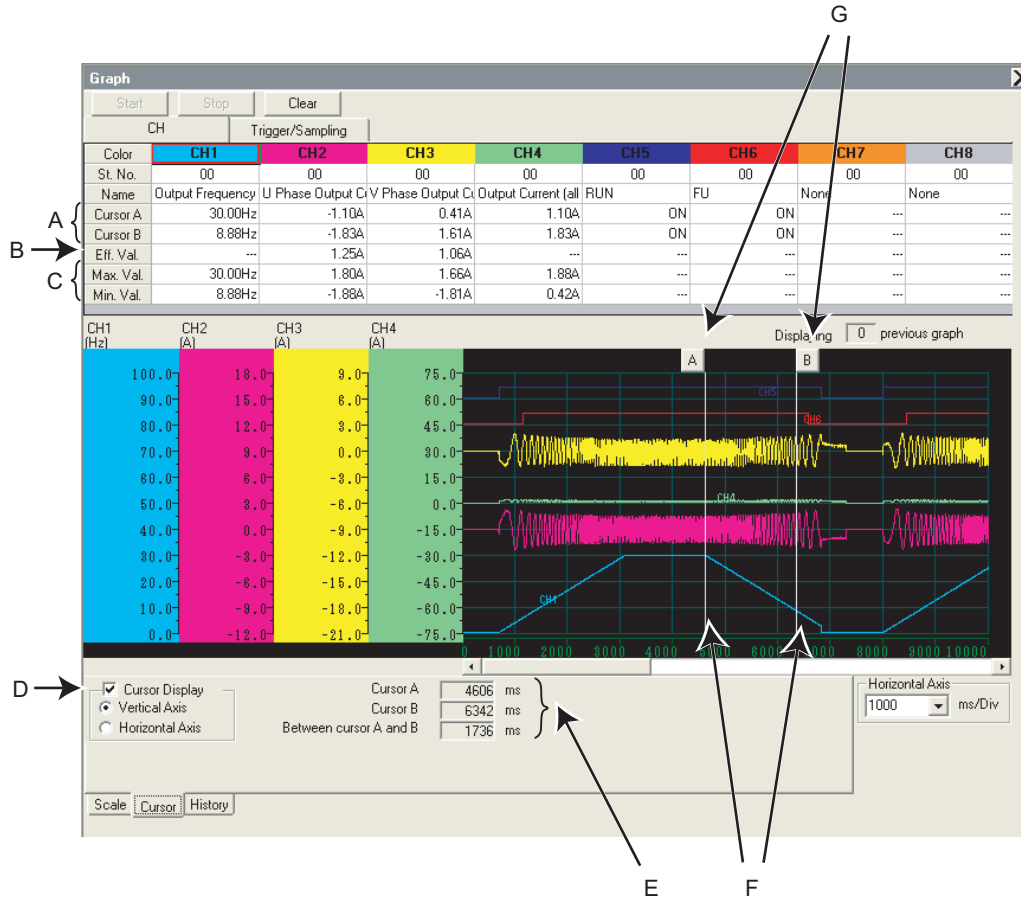 G
Graph
Start Stop Clear
CH Trigger/Sampling
Color CH1 CH2 CH3 CH4 CH5 CH6 CH7 CH8
St. No. 00 00 00 00 00 00 00 00
Name Output Frequency U Phase Output Cu V Phase Output Cu Output Current (all RUN FU None None
A Cursor A 30.00Hz -1.10A 0.41A 1.10A ON ON --- ---
Cursor B 8.88Hz -1.83A 1.61A 1.83A ON ON --- ---
B Eff. Val. --- 1.25A 1.06A --- --- --- --- ---
C Max. Val. 30.00Hz 1.80A 1.66A 1.88A --- --- --- ---
Min. Val. 8.88Hz -1.88A -1.81A 0.42A --- --- --- ---
CH1 CH2 CH3 CH4
(Hz) (A) (A) (A)
Displaying 0 previous graph
A B
100.0 18.0 9.0 75.0
90.0 15.0 6.0 60.0
CH5
80.0 12.0 3.0 45.0
CH6
70.0 9.0 0.0 30.0
60.0 6.0 -3.0 15.0
50.0 3.0 -6.0 0.0
CH4
40.0 0.0 -9.0 -15.0
30.0 -3.0 -12.0 -30.0
20.0 -6.0 -15.0 -45.0
10.0 -9.0 -18.0 -60.0
CH1
0.0 -12.0 -21.0 -75.0
0 1000 2000 3000 4000 5000 6000 7000 8000 9000 10000
D Cursor Display
Vertical Axis
Horizontal Axis
Cursor A 4606 ms
Cursor B 6342 ms
Between cursor A and B 1736 ms
Horizontal Axis
1000 ms/Div
Scale Cursor History
E F